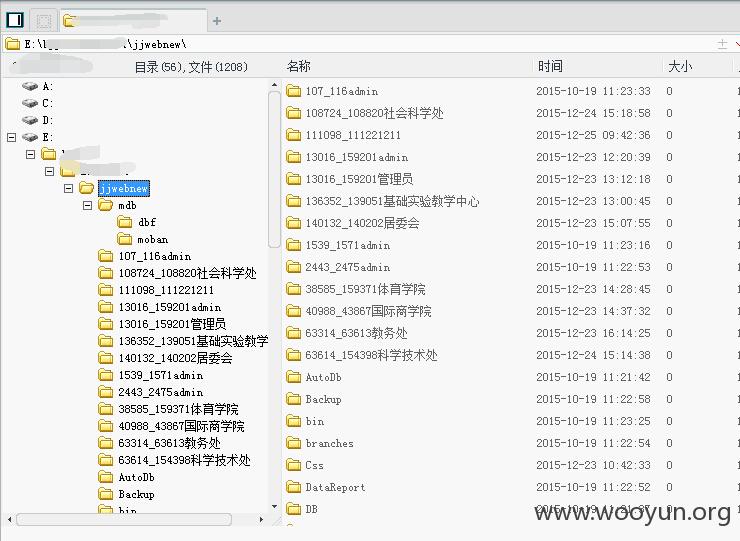 E:\
\jjwebnew\
目录(56),文件(1208)
名称
时间
大小
A:
C:
D:
E:
jjwebnew
mdb
dbf
moban
107_116admin
108724_108820社会科学处
111098_111221211
13016_159201admin
13016_159201管理员
136352_139051基础实验教学
140132_140202居委会
1539_1571admin
2443_2475admin
38585_159371体育学院
40988_43867国际商学院
63314_63613教务处
63614_154398科学技术处
AutoDb
Backup
bin
107_116admin 2015-10-19 11:23:33 0
108724_108820社会科学处 2015-12-24 15:18:58 0
111098_111221211 2015-12-25 09:42:36 0
13016_159201admin 2015-12-23 12:20:39 0
13016_159201管理员 2015-12-23 13:12:18 0
136352_139051基础实验教学中心 2015-12-23 13:00:45 0
140132_140202居委会 2015-12-23 15:07:55 0
1539_1571admin 2015-10-19 11:23:16 0
2443_2475admin 2015-10-19 11:22:53 0
38585_159371体育学院 2015-12-23 14:28:45 0
40988_43867国际商学院 2015-12-23 14:37:32 0
63314_63613教务处 2015-12-23 16:14:25 0
63614_154398科学技术处 2015-12-24 15:14:38 0
AutoDb 2015-10-19 11:21:42 0
Backup 2015-10-19 11:22:58 0
bin 2015-10-19 11:23:25 0
branches 2015-10-19 11:22:54 0
Css 2015-12-23 10:42:33 0
DataReport 2015-10-19 11:22:52 0
DB 2015-10-19
www.wooyun.org